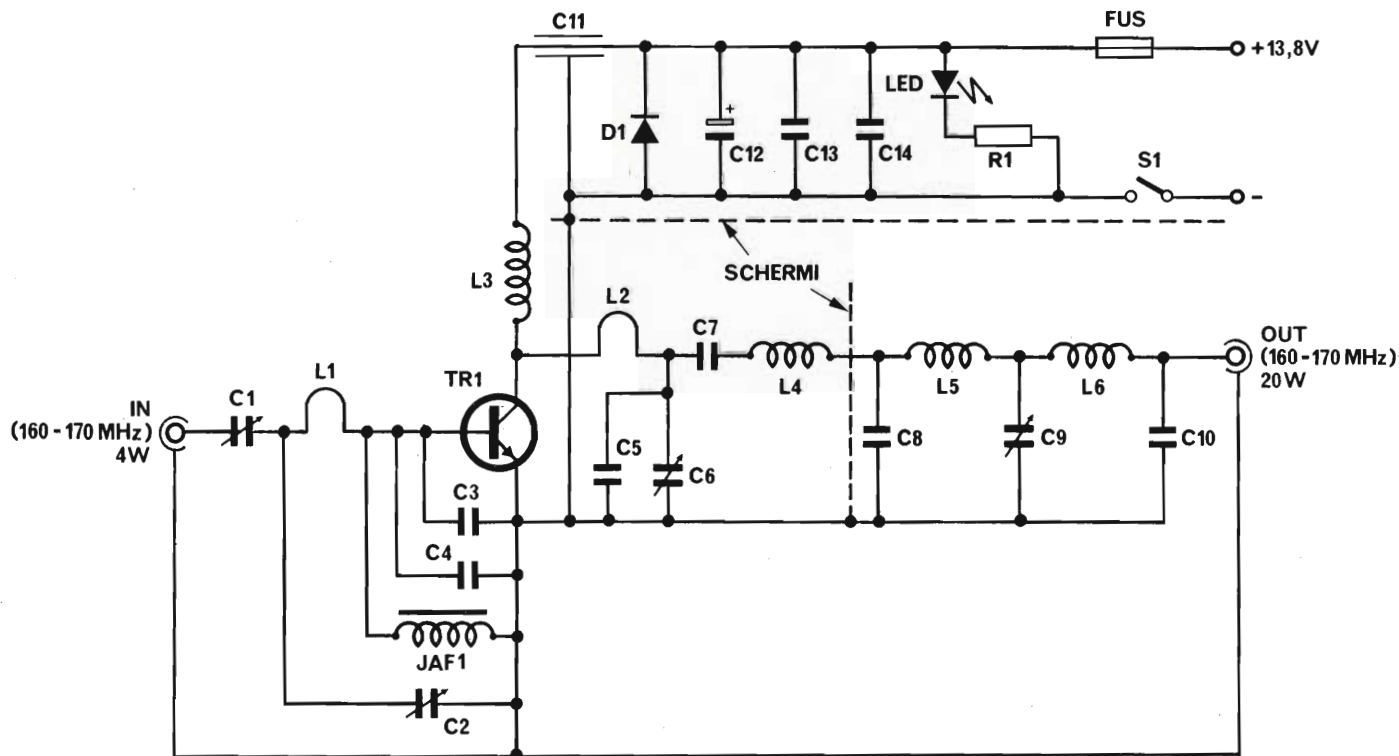 C11
FUS
+13,8V
LED
+
D1
C12
C13
C14
R1
S1
-
SCHERMI
L3
L2
C7
L4
L5
L6
OUT
(160-170 MHz)
20W
L1
TR1
IN
(160-170 MHz)
4W
C1
C5
C6
C8
C9
C10
C3
C4
JAF1
C2